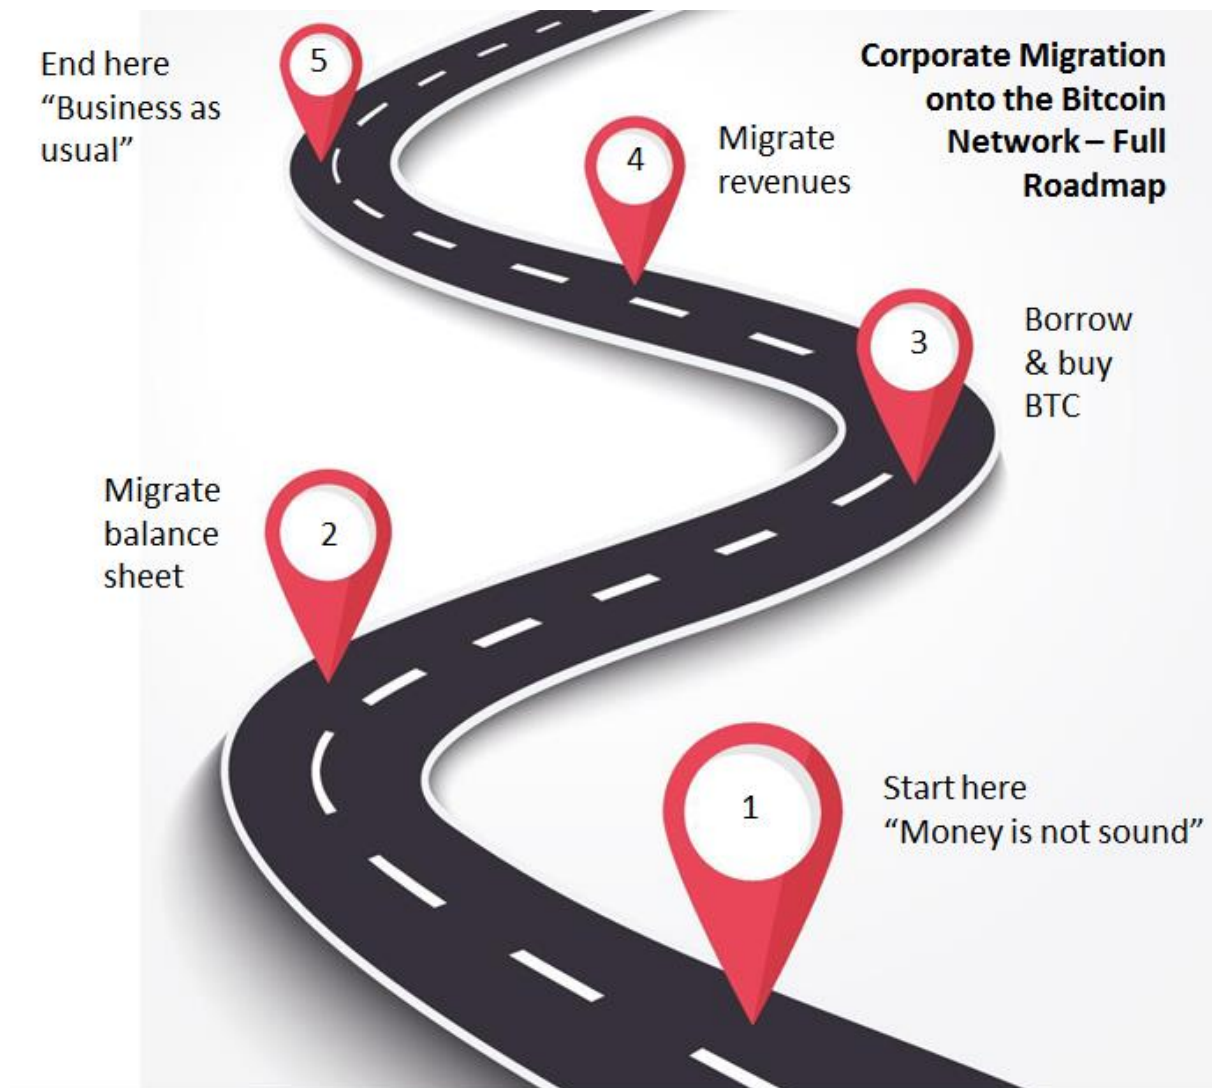 Corporate Migration
onto the Bitcoin
Network – Full
Roadmap
5
End here
“Business as
usual”
4
Migrate
revenues
3
Borrow
& buy
BTC
2
Migrate
balance
sheet
1
Start here
“Money is not sound”